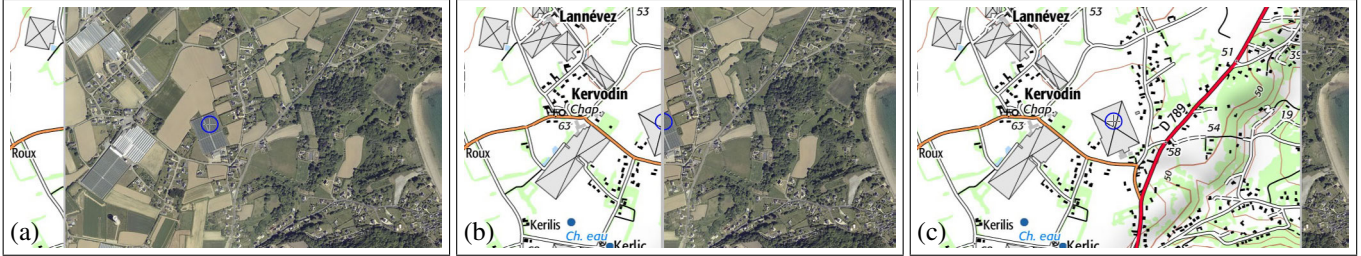 Roux
(a)
Lannévez
53
Kervodin
Chap.
63
Roux
Kerilis
Ch. eau
Kerlic
(b)
Lannévez
53
51
39
50
Kervodin
Chap.
D 789
19
63
54
58
Roux
50
Kerilis
Ch. eau
Kerlic
(c)